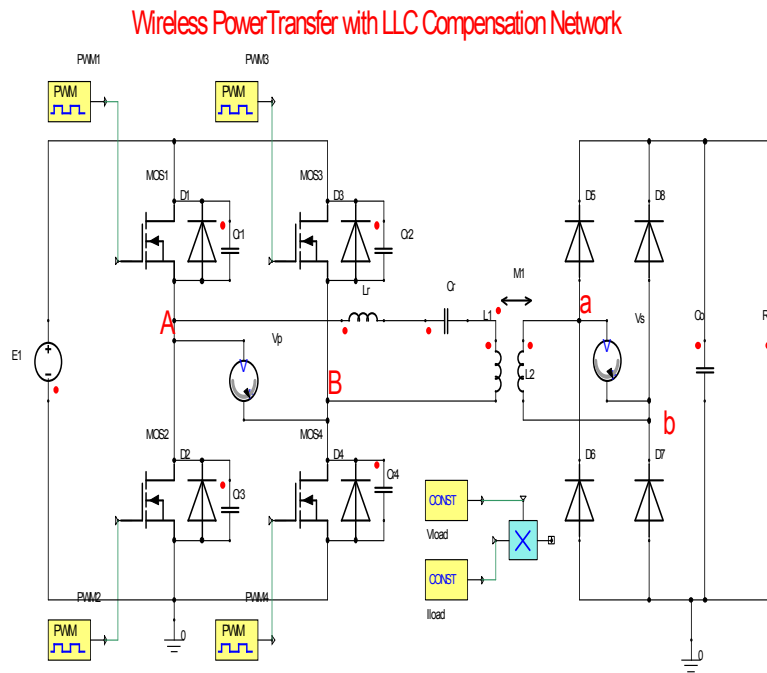 Wireless PowerTransfer with LLC Compensation Network
PWM1
PWM3
PWM
PWM
MOS1
D1
Cr1
MOS3
D3
Cr2
D5
D8
Lr
Cr
M1
L1
A
a
Vp
V
B
L2
V
Vs
Co
R
E1
b
MOS2
D2
Cr3
MOS4
D4
Cr4
D6
D7
CONST
Vload
X
CONST
Iload
PWM2
PWM4
PWM
PWM
0
0